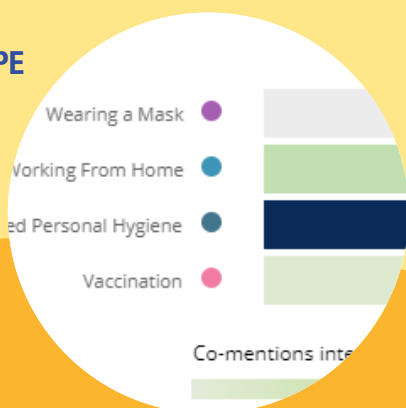 PE
Wearing a Mask
Working From Home
ed Personal Hygiene
Vaccination
Co-mentions inte